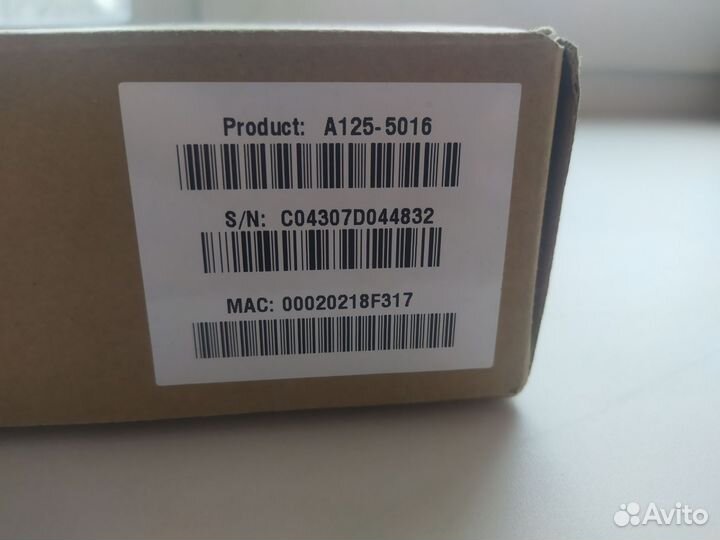 Product: A125-5016
S/N: C04307D044832
MAC: 00020218F317
Avito